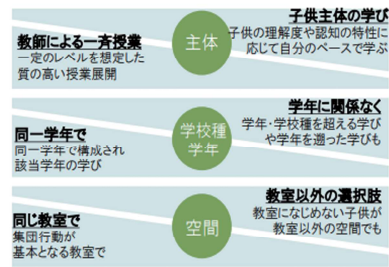 教師による一斉授業
一定のレベルを想定した
質の高い授業展開
主体
子供主体の学び
子供の理解度や認知の特性に
応じて自分のペースで学ぶ
同一学年で
同一学年で構成され
該当学年の学び
学校種
学年
学年に関係なく
学年・学校種を超える学び
や学年を遡った学びも
同じ教室で
集団行動が
基本となる教室で
空間
教室以外の選択肢
教室になじめない子供が
教室以外の空間でも